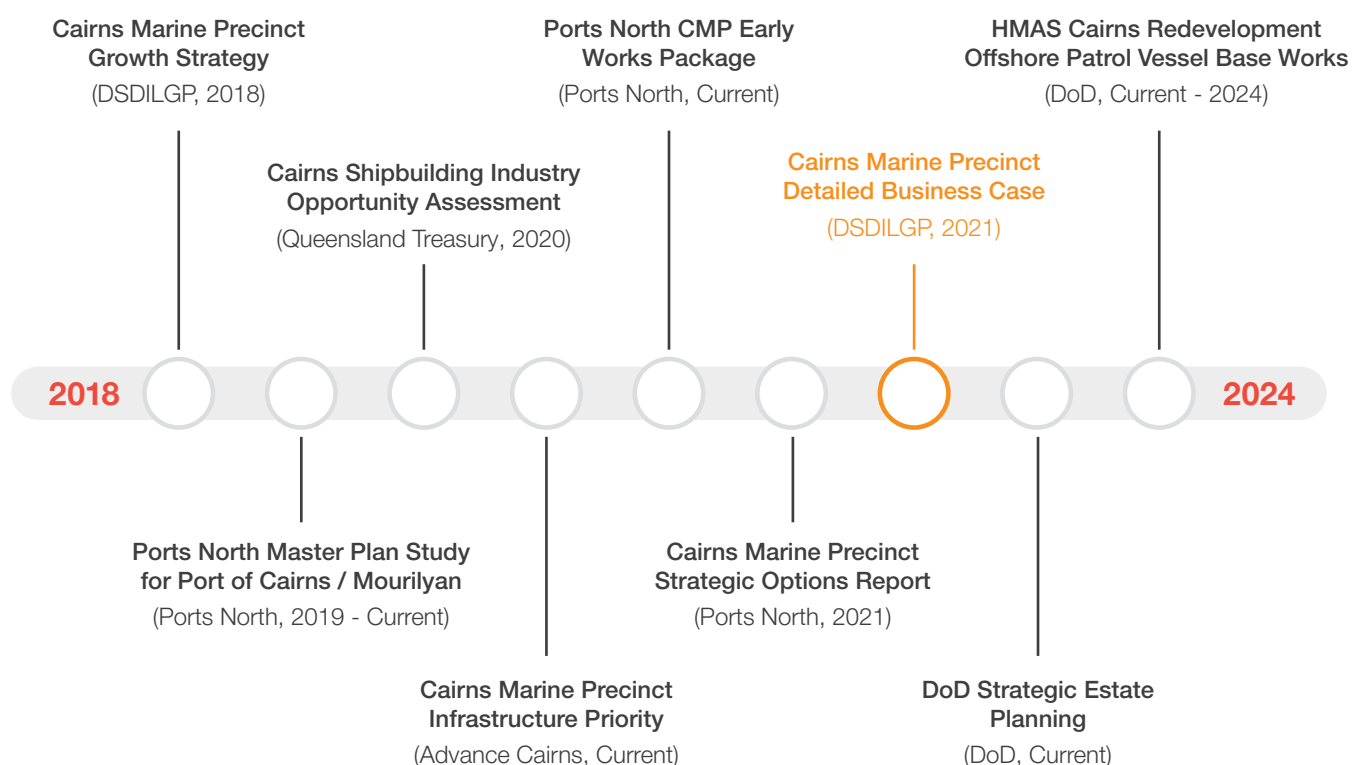 Cairns Marine Precinct
Growth Strategy
(DSDILGP, 2018)
Ports North CMP Early
Works Package
(Ports North, Current)
HMAS Cairns Redevelopment
Offshore Patrol Vessel Base Works
(DoD, Current - 2024)
Cairns Shipbuilding Industry
Opportunity Assessment
(Queensland Treasury, 2020)
Cairns Marine Precinct
Detailed Business Case
(DSDILGP, 2021)
2018
2024
Ports North Master Plan Study
for Port of Cairns / Mourilyan
(Ports North, 2019 - Current)
Cairns Marine Precinct
Strategic Options Report
(Ports North, 2021)
Cairns Marine Precinct
Infrastructure Priority
(Advance Cairns, Current)
DoD Strategic Estate
Planning
(DoD, Current)